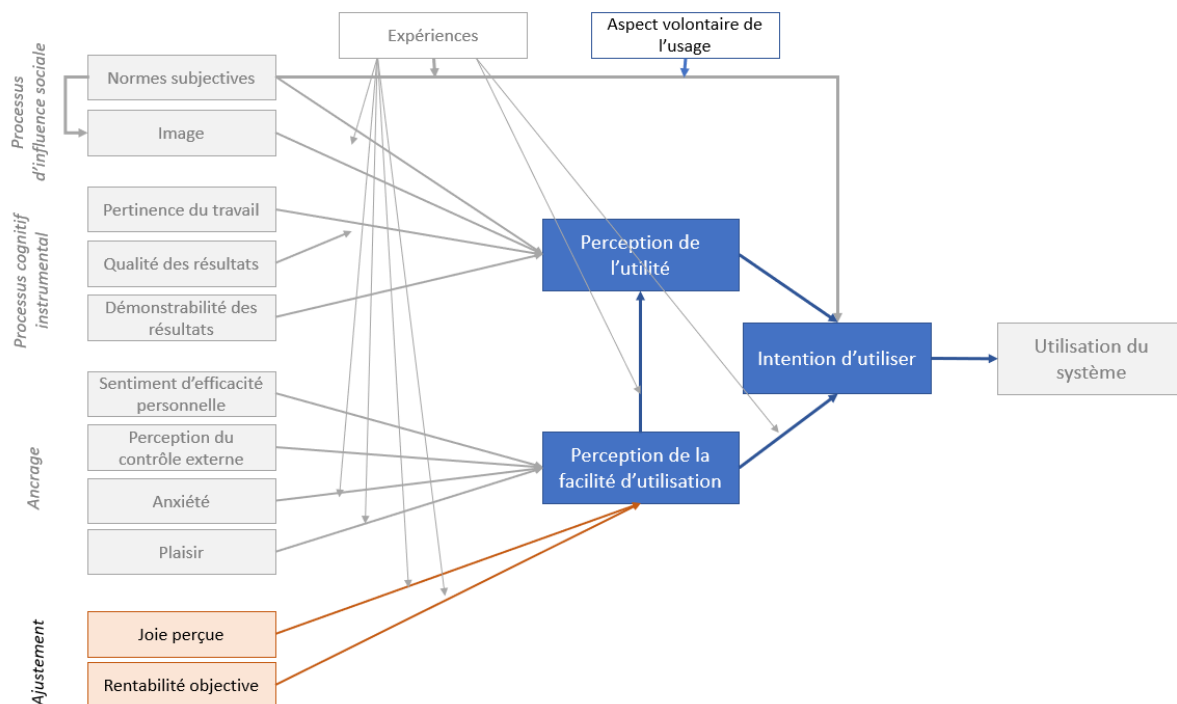 Expériences
Aspect volontaire de
l’usage
Processus
d’influence sociale
Normes subjectives
Image
Processus cognitif
instrumental
Pertinence du travail
Qualité des résultats
Démonstrabilité des
résultats
Perception de
l’utilité
Intention d’utiliser
Utilisation du
système
Ancrage
Sentiment d’efficacité
personnelle
Perception du
contrôle externe
Anxiété
Plaisir
Perception de la
facilité d’utilisation
Ajustement
Joie perçue
Rentabilité objective